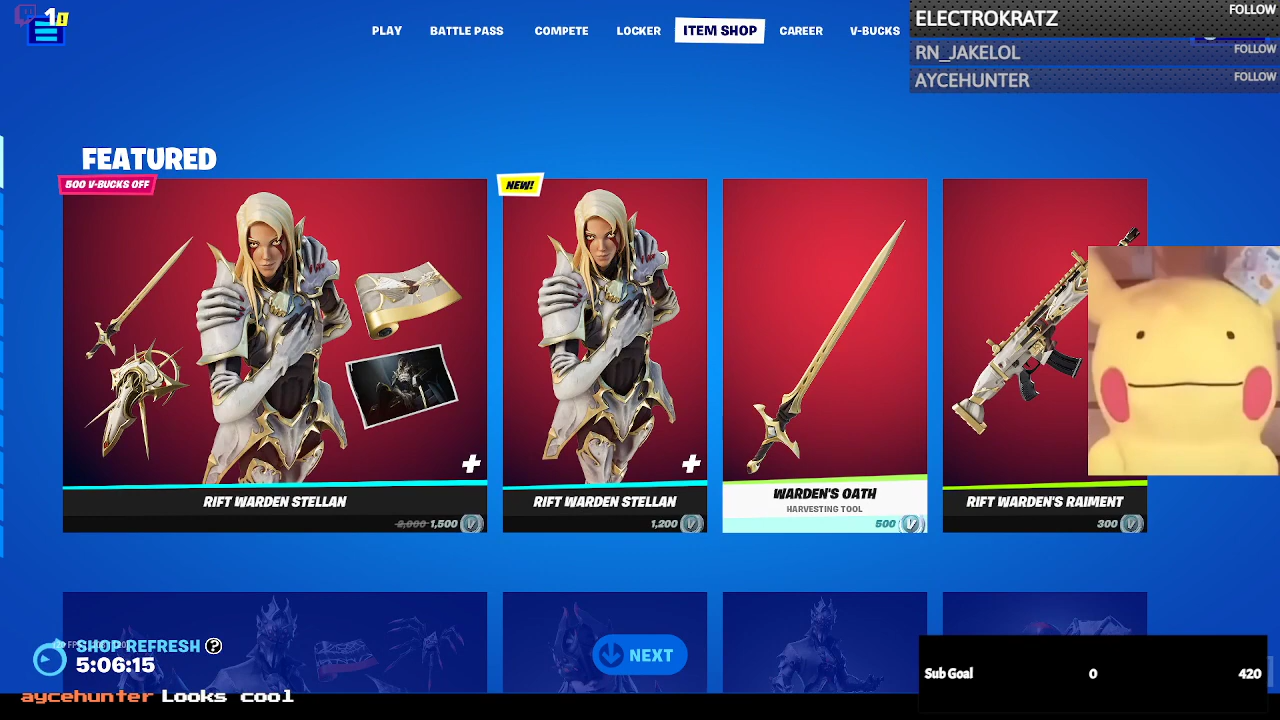 1
PLAY
BATTLE PASS
COMPETE
LOCKER
ITEM SHOP
CAREER
V-BUCKS
ELECTROKRATZ FOLLOW
RN_JAKELOL FOLLOW
AYCEHUNTER FOLLOW
FEATURED
500 V-BUCKS OFF
RIFT WARDEN STELLAN
2,000 1,500
NEW!
RIFT WARDEN STELLAN
1,200
WARDEN'S OATH
HARVESTING TOOL
500
RIFT WARDEN'S RAIMENT
300
SHOP REFRESH ?
5:06:15
NEXT
aycehunter Looks cool
Sub Goal 0 420